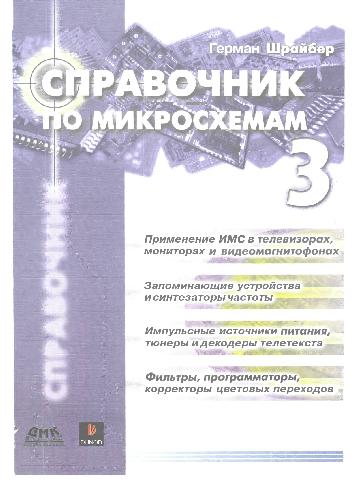 Герман Шрайбер
СПРАВОЧНИК
ПО МИКРОСХЕМАМ
3
СПРАВОЧНИК
Применение ИМС в телевизорах,
мониторах и видеомагнитофонах
Запоминающие устройства
и синтезаторы частоты
Импульсные источники питания,
тюнеры и декодеры телетекста
Фильтры, программаторы,
корректоры цветовых переходов
ДМК
DUNOD